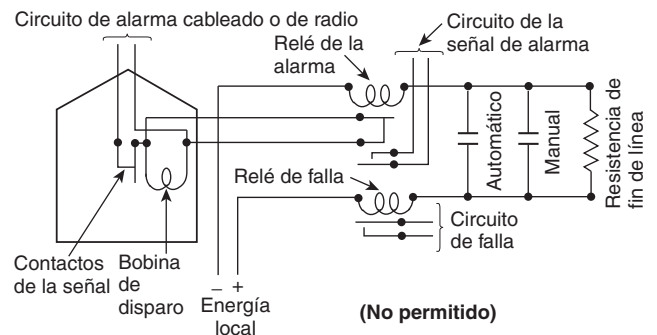 Circuito de alarma cableado o de radio
Relé de la
alarma
Circuito de la
señal de alarma
Automático
Manual
Resistencia de
fin de línea
Relé de falla
Circuito
de falla
Contactos
de la señal
Bobina
de
disparo
– +
Energía
local
(No permitido)